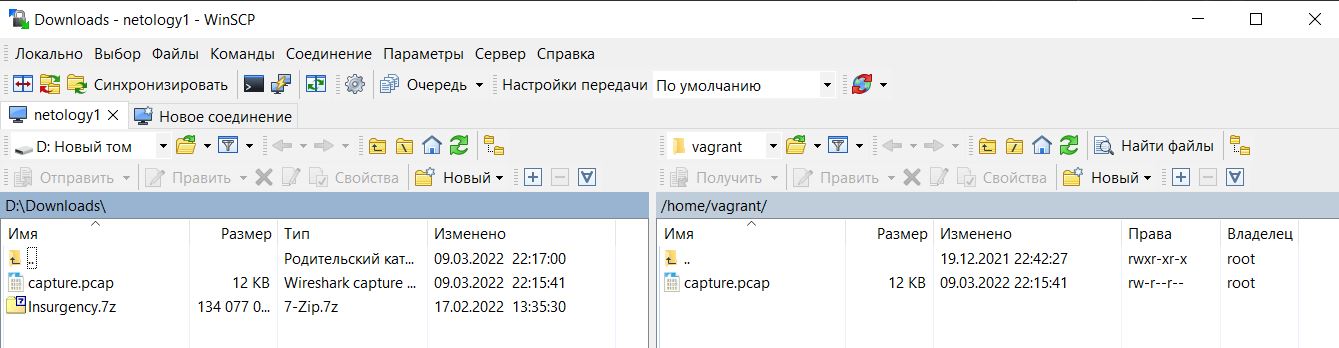 Downloads - netology1 - WinSCP
Локально Выбор Файлы Команды Соединение Параметры Сервер Справка
Синхронизировать Очередь Настройки передачи По умолчанию
netology1 Новое соединение
D: Новый том vagrant Найти файлы
Отправить Править Свойства Новый Получить Править Свойства Новый
D:\Downloads\ /home/vagrant/
Имя Размер Тип Изменено Имя Размер Изменено Права Владелец
.. Родительский кат... 09.03.2022 22:17:00 .. 19.12.2021 22:42:27 rwxr-xr-x root
capture.pcap 12 KB Wireshark capture ... 09.03.2022 22:15:41 capture.pcap 12 KB 09.03.2022 22:15:41 rw-r--r-- root
Insurgency.7z 134 077 0... 7-Zip.7z 17.02.2022 13:35:30